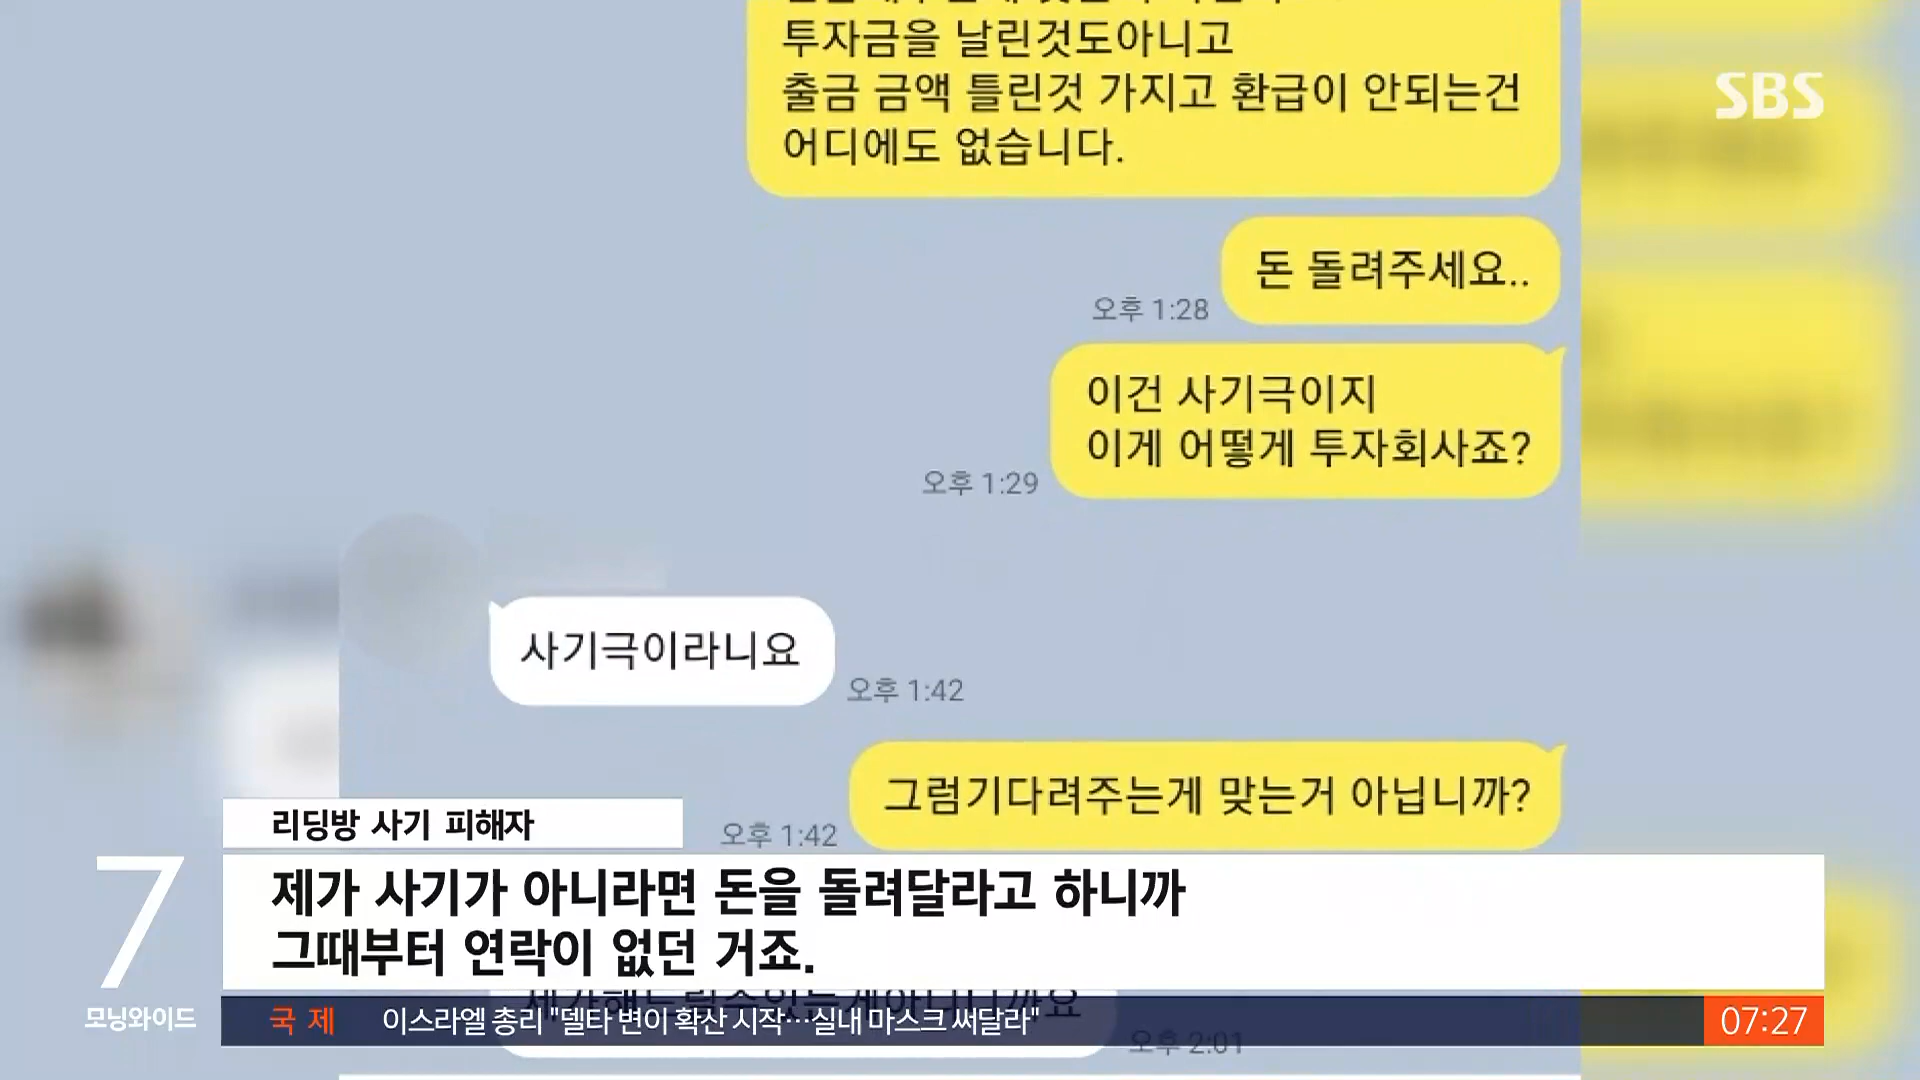 투자금을 날린것도아니고
출금 금액 틀린것 가지고 환급이 안되는건
어디에도 없습니다.
SBS
돈 돌려주세요..
오후 1:28
이건 사기극이지
이게 어떻게 투자회사죠?
오후 1:29
사기극이라니요
오후 1:42
그럼기다려주는게 맞는거 아닙니까?
오후 1:42
리딩방 사기 피해자
제가 사기가 아니라면 돈을 돌려달라고 하니까
그때부터 연락이 없던 거죠.
7
모닝와이드
국제 이스라엘 총리 "델타 변이 확산 시작…실내 마스크 써달라"
07:27
오후 2:01